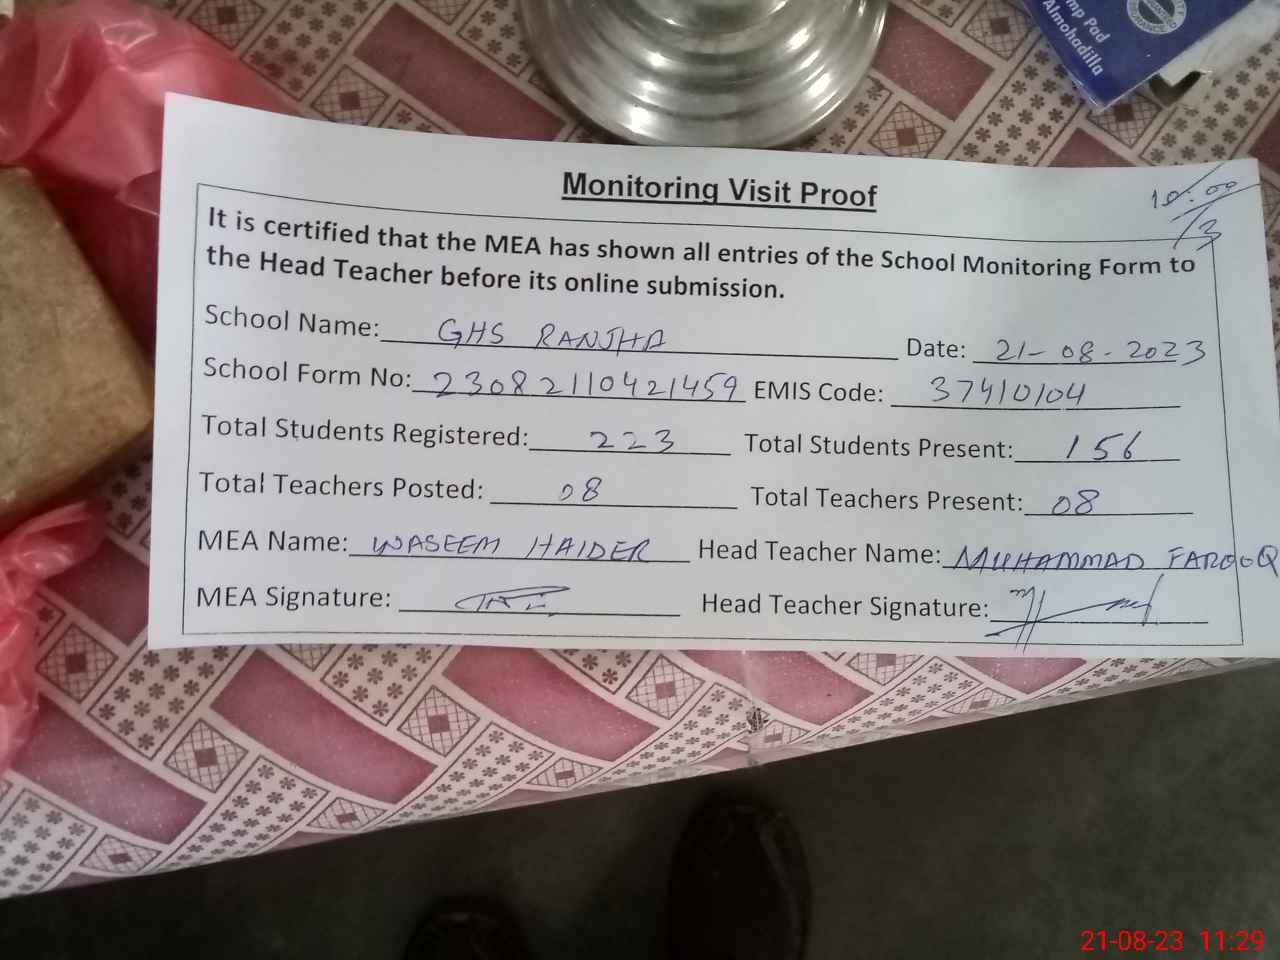 mp Pad
Almohadilla
Monitoring Visit Proof
10:00
/3
It is certified that the MEA has shown all entries of the School Monitoring Form to
the Head Teacher before its online submission.
School Name: GHS RANJHA Date: 21-08-2023
School Form No: 23082110421459 EMIS Code: 37410104
Total Students Registered: 223 Total Students Present: 156
Total Teachers Posted: 08 Total Teachers Present: 08
MEA Name: WASEEM HAIDER Head Teacher Name: MUHAMMAD FAROOQ
MEA Signature: Head Teacher Signature:
21-08-23 11:29